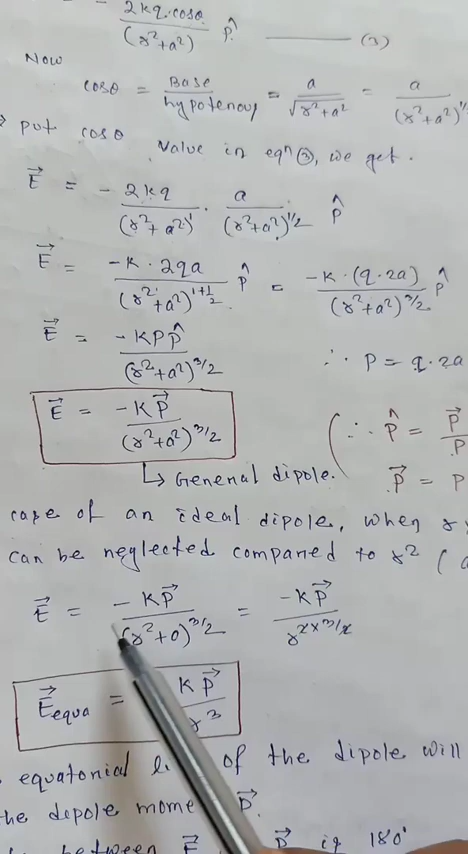 - 2kq.cosθ / (r²+a²) p̂ ——— (3)
Now
cosθ = Base / hypotenous = a / √r²+a² = a / (r²+a²)^1/2
put cosθ value in eqⁿ ③, we get.
E⃗ = - 2kq / (r²+a²)¹ · a / (r²+a²)^1/2 p̂
E⃗ = -K · 2qa / (r²+a²)^1+1/2 p̂ = -K · (q · 2a) / (r²+a²)^3/2 p̂
E⃗ = -KPp̂ / (r²+a²)^3/2 ∴ P = q · 2a
E⃗ = -KP⃗ / (r²+a²)^3/2 (∵ p̂ = P⃗ / P
↳ General dipole. P⃗ = P
case of an ideal dipole, when r
can be neglected compared to r² (
E⃗ = -KP⃗ / (r²+0)^3/2 = -KP⃗ / r^2×3/2
E⃗equa = KP⃗ / r³
equatorial of the dipole will
the dipole P⃗.
between P⃗ is 180°